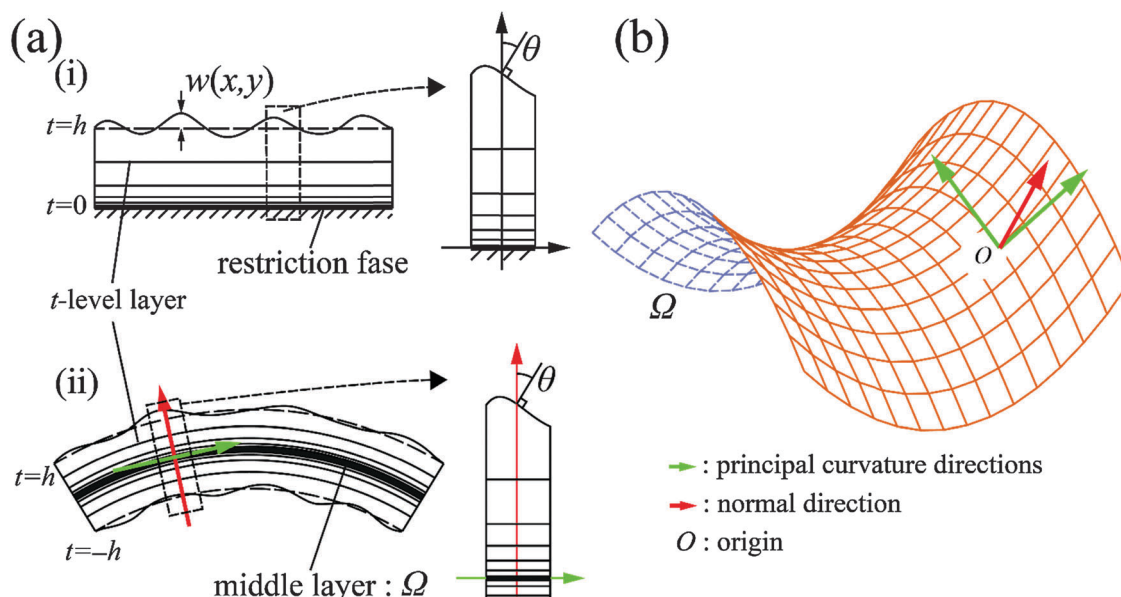 (a)
(i)
w(x,y)
θ
t=h
t=0
restriction fase
t-level layer
(ii)
θ
t=h
t=–h
middle layer : Ω
(b)
O
Ω
: principal curvature directions
: normal direction
O : origin